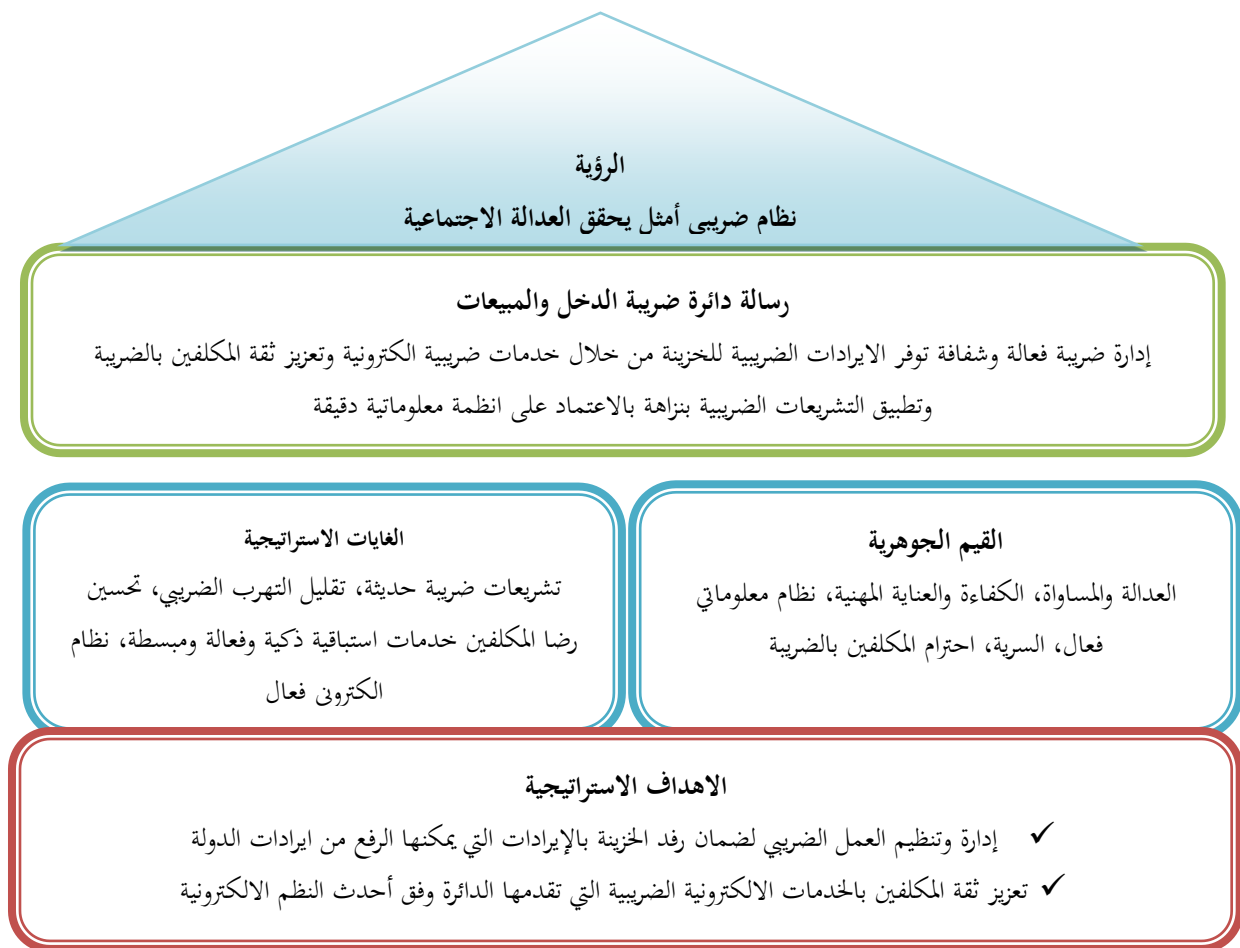 الرؤية
نظام ضريبى أمثل يحقق العدالة الاجتماعية
رسالة دائرة ضريبة الدخل والمبيعات
إدارة ضريبة فعالة وشفافة توفر الايرادات الضريبية للخزينة من خلال خدمات ضريبية الكترونية وتعزيز ثقة المكلفين بالضريبة
وتطبيق التشريعات الضريبية بنزاهة بالاعتماد على انظمة معلوماتية دقيقة
القيم الجوهرية
العدالة والمساواة، الكفاءة والعناية المهنية، نظام معلوماتي
فعال، السرية، احترام المكلفين بالضريبة
الغايات الاستراتيجية
تشريعات ضريبة حديثة، تقليل التهرب الضريبي، تحسين
رضا المكلفين خدمات استباقية ذكية وفعالة ومبسطة، نظام
الكترونى فعال
الاهداف الاستراتيجية
✓ إدارة وتنظيم العمل الضريبي لضمان رفد الخزينة بالإيرادات التي يمكنها الرفع من ايرادات الدولة
✓ تعزيز ثقة المكلفين بالخدمات الالكترونية الضريبية التي تقدمها الدائرة وفق أحدث النظم الالكترونية